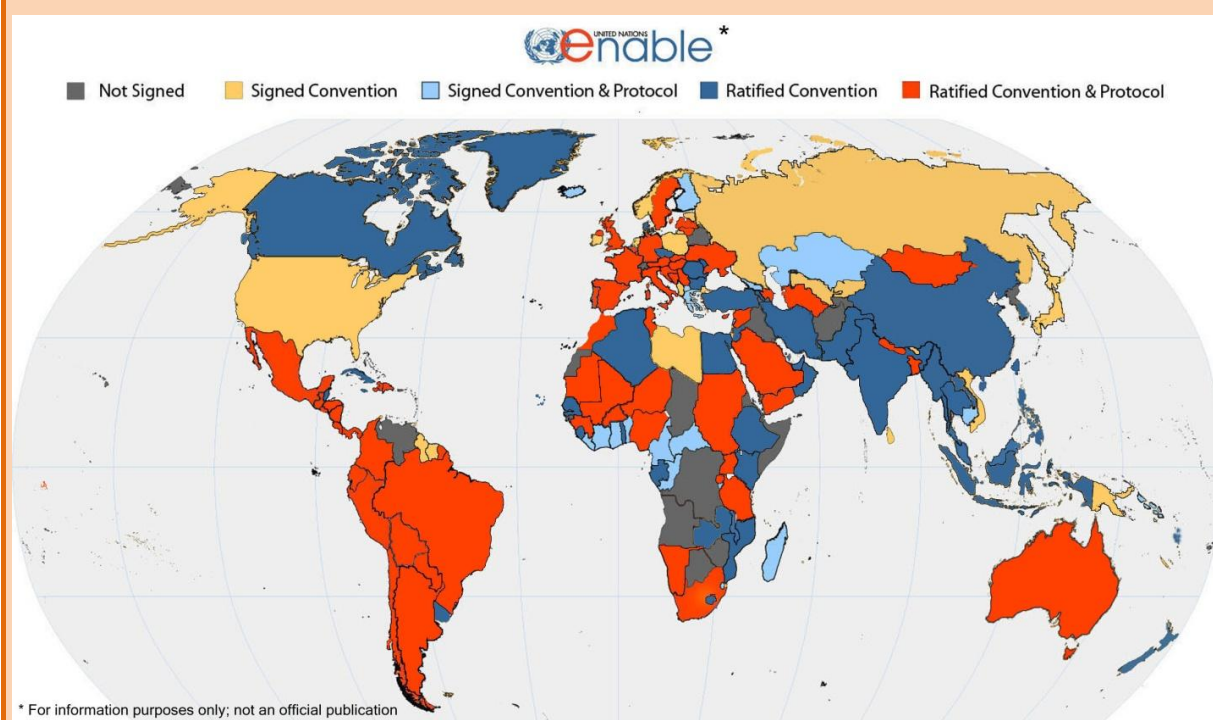 UNITED NATIONS
enable *
Not Signed
Signed Convention
Signed Convention & Protocol
Ratified Convention
Ratified Convention & Protocol
* For information purposes only; not an official publication